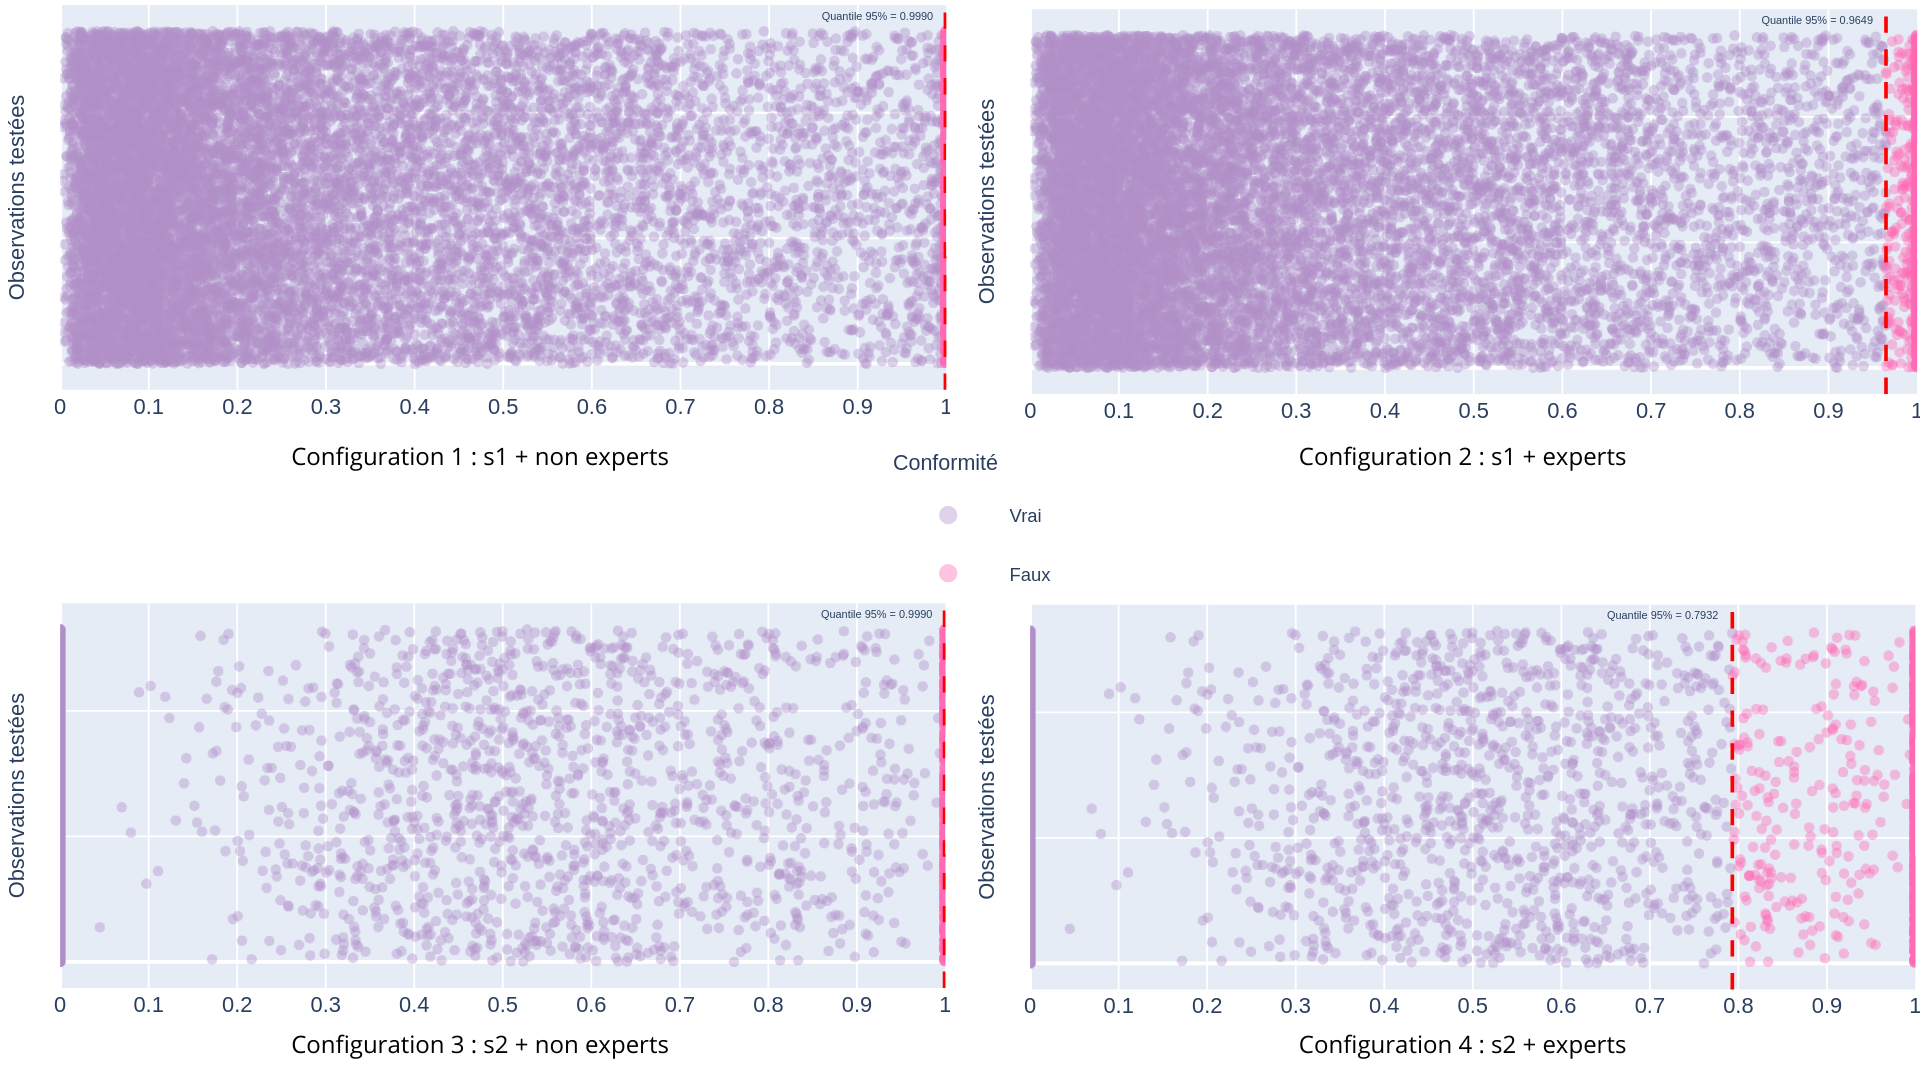 Quantile 95% = 0.9990
Observations testées
0 0.1 0.2 0.3 0.4 0.5 0.6 0.7 0.8 0.9 1
Configuration 1 : s1 + non experts
Quantile 95% = 0.9649
Observations testées
0 0.1 0.2 0.3 0.4 0.5 0.6 0.7 0.8 0.9 1
Configuration 2 : s1 + experts
Conformité
Vrai
Faux
Quantile 95% = 0.9990
Observations testées
0 0.1 0.2 0.3 0.4 0.5 0.6 0.7 0.8 0.9 1
Configuration 3 : s2 + non experts
Quantile 95% = 0.7932
Observations testées
0 0.1 0.2 0.3 0.4 0.5 0.6 0.7 0.8 0.9 1
Configuration 4 : s2 + experts